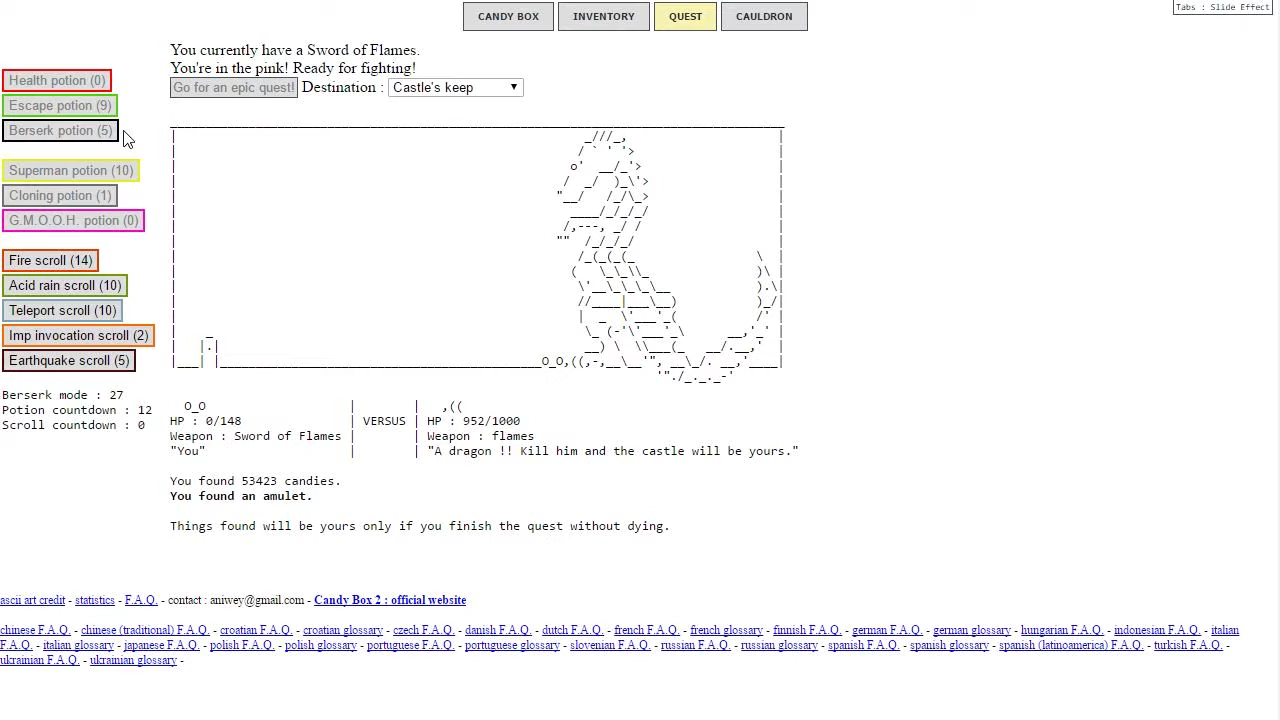 CANDY BOX INVENTORY QUEST CAULDRON
Tabs : Slide Effect
You currently have a Sword of Flames.
You're in the pink! Ready for fighting!
Go for an epic quest! Destination : Castle's keep
Health potion (0)
Escape potion (9)
Berserk potion (5)
Superman potion (10)
Cloning potion (1)
G.M.O.O.H. potion (0)
Fire scroll (14)
Acid rain scroll (10)
Teleport scroll (10)
Imp invocation scroll (2)
Earthquake scroll (5)
Berserk mode : 27
Potion countdown : 12
Scroll countdown : 0
O_O | | ,((
HP : 0/148 | VERSUS | HP : 952/1000
Weapon : Sword of Flames | | Weapon : flames
"You" | | "A dragon !! Kill him and the castle will be yours."
You found 53423 candies.
You found an amulet.
Things found will be yours only if you finish the quest without dying.
ascii art credit - statistics - F.A.Q. - contact : aniwey@gmail.com - Candy Box 2 : official website
chinese F.A.Q. - chinese (traditional) F.A.Q. - croatian F.A.Q. - croatian glossary - czech F.A.Q. - danish F.A.Q. - dutch F.A.Q. - french F.A.Q. - french glossary - finnish F.A.Q. - german F.A.Q. - german glossary - hungarian F.A.Q. - indonesian F.A.Q. - italian
F.A.Q. - italian glossary - japanese F.A.Q. - polish F.A.Q. - polish glossary - portuguese F.A.Q. - portuguese glossary - slovenian F.A.Q. - russian F.A.Q. - russian glossary - spanish F.A.Q. - spanish glossary - spanish (latinoamerica) F.A.Q. - turkish F.A.Q. -
ukrainian F.A.Q. - ukrainian glossary -